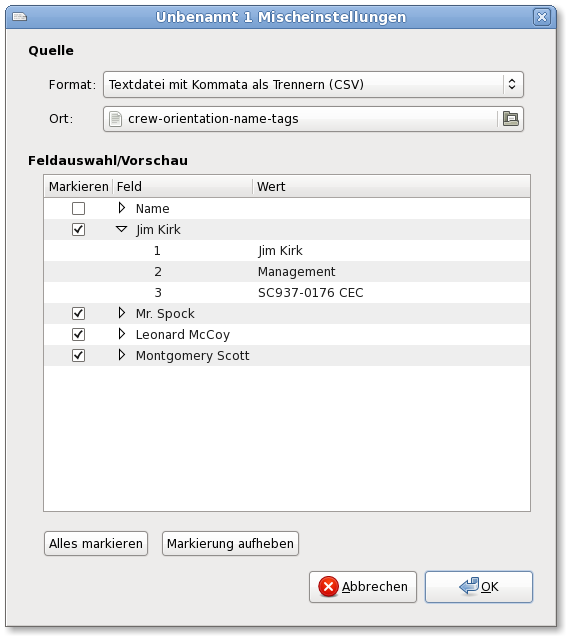 Unbenannt 1 Mischeinstellungen
Quelle
Format: Textdatei mit Kommata als Trennern (CSV)
Ort: crew-orientation-name-tags
Feldauswahl/Vorschau
Markieren Feld Wert
Name
Jim Kirk
1 Jim Kirk
2 Management
3 SC937-0176 CEC
Mr. Spock
Leonard McCoy
Montgomery Scott
Alles markieren Markierung aufheben
Abbrechen OK